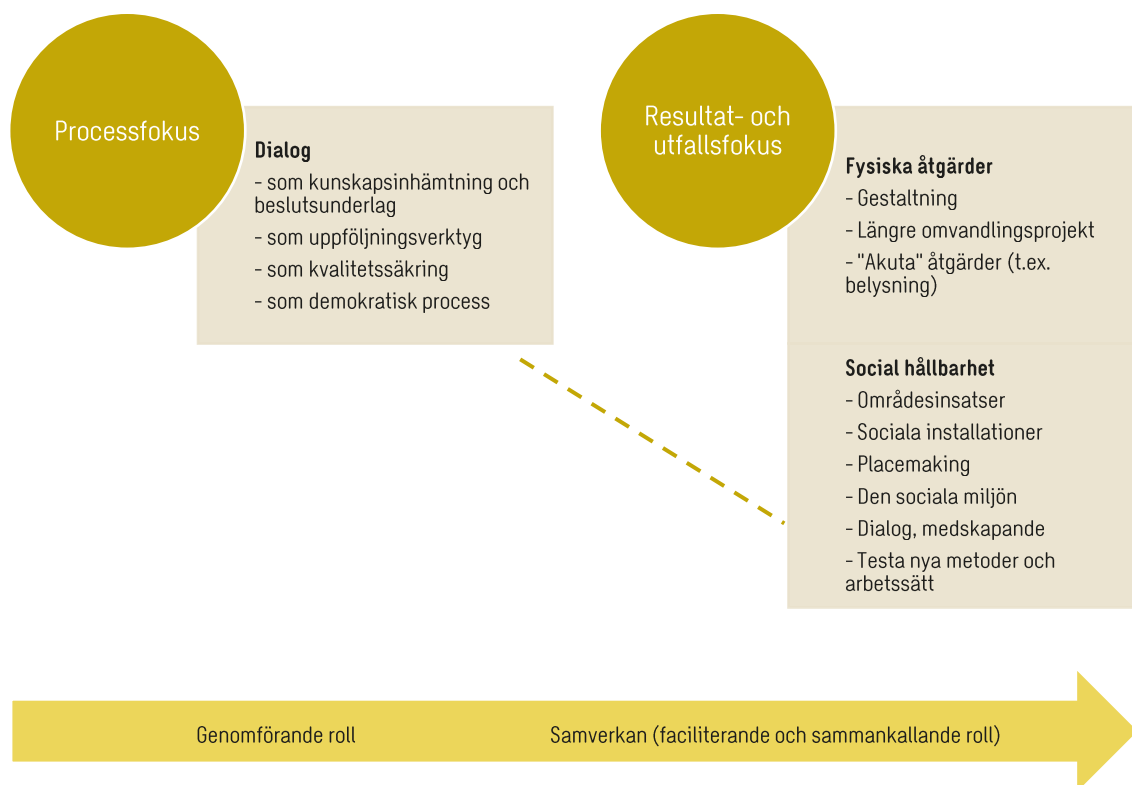 Processfokus
Dialog
- som kunskapsinhämtning och
beslutsunderlag
- som uppföljningsverktyg
- som kvalitetssäkring
- som demokratisk process
Resultat- och
utfallsfokus
Fysiska åtgärder
- Gestaltning
- Längre omvandlingsprojekt
- "Akuta" åtgärder (t.ex.
belysning)
Social hållbarhet
- Områdesinsatser
- Sociala installationer
- Placemaking
- Den sociala miljön
- Dialog, medskapande
- Testa nya metoder och
arbetssätt
Genomförande roll
Samverkan (faciliterande och sammankallande roll)